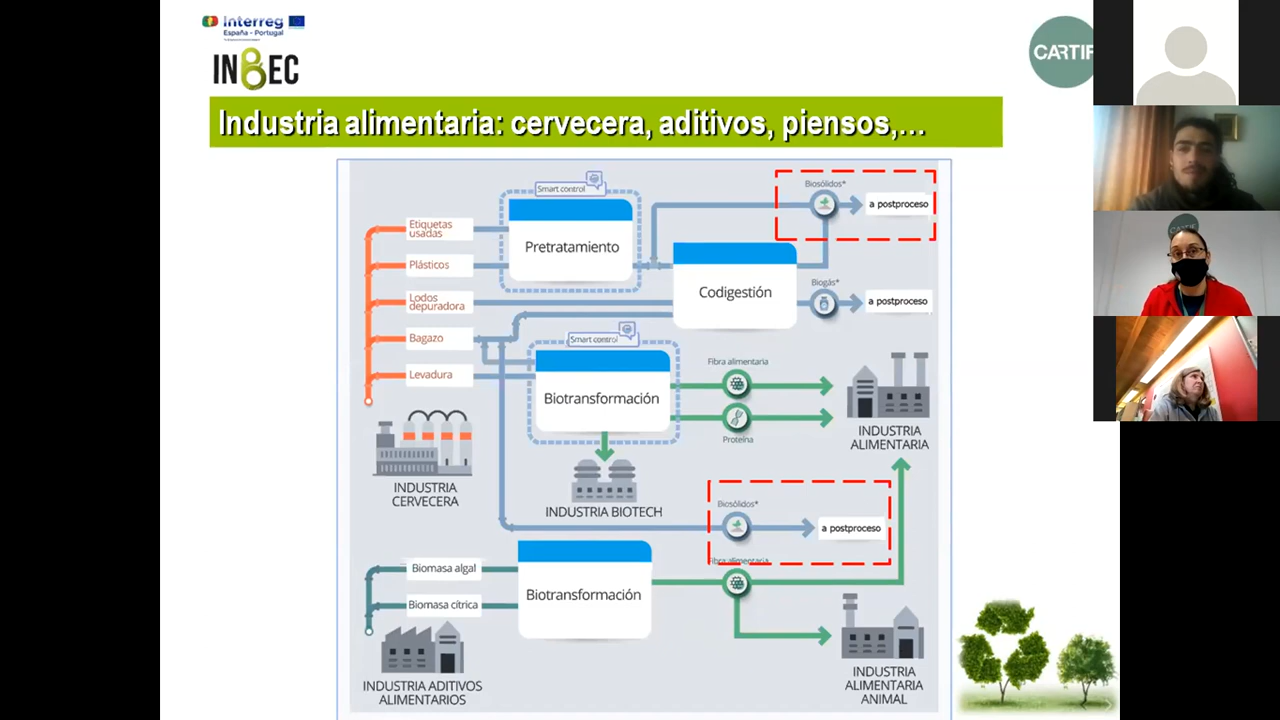 Interreg
España - Portugal
INBEC
CARTIF
Industria alimentaria: cervecera, aditivos, piensos,…
Smart control
Biosólidos*
a postproceso
Etiquetas
usadas
Pretratamiento
Plásticos
Codigestión
Biogás*
a postproceso
Lodos
depuradora
Bagazo
Smart control
Levadura
Biotransformación
Fibra alimentaria
Proteína
INDUSTRIA
ALIMENTARIA
INDUSTRIA
CERVECERA
INDUSTRIA BIOTECH
Biosólidos*
a postproceso
Fibra alimentaria
Biomasa algal
Biomasa cítrica
Biotransformación
INDUSTRIA ADITIVOS
ALIMENTARIOS
INDUSTRIA
ALIMENTARIA
ANIMAL